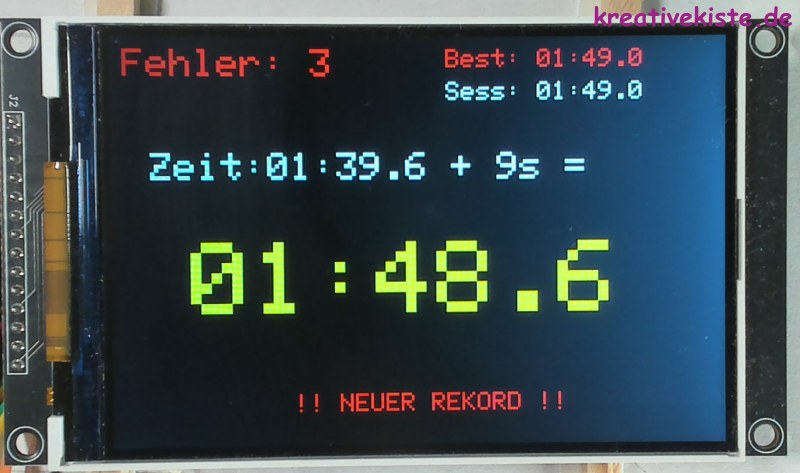 kreativekiste.de
Fehler: 3
Best: 01:49.0
Sess: 01:49.0
Zeit:01:39.6 + 9s =
01:48.6
!! NEUER REKORD !!
J2